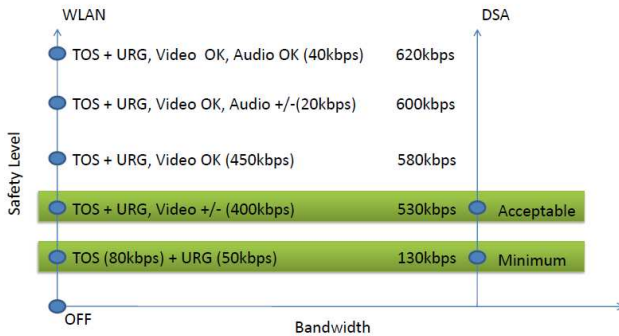 WLAN DSA
TOS + URG, Video OK, Audio OK (40kbps) 620kbps
TOS + URG, Video OK, Audio +/-(20kbps) 600kbps
TOS + URG, Video OK (450kbps) 580kbps
TOS + URG, Video +/- (400kbps) 530kbps Acceptable
TOS (80kbps) + URG (50kbps) 130kbps Minimum
OFF
Safety Level
Bandwidth